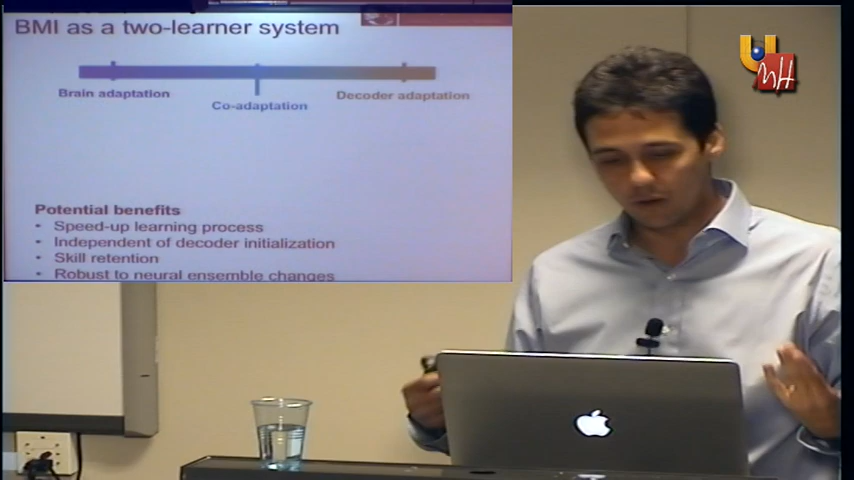 BMI as a two-learner system
Brain adaptation
Co-adaptation
Decoder adaptation
Potential benefits
• Speed-up learning process
• Independent of decoder initialization
• Skill retention
• Robust to neural ensemble changes
U
MH